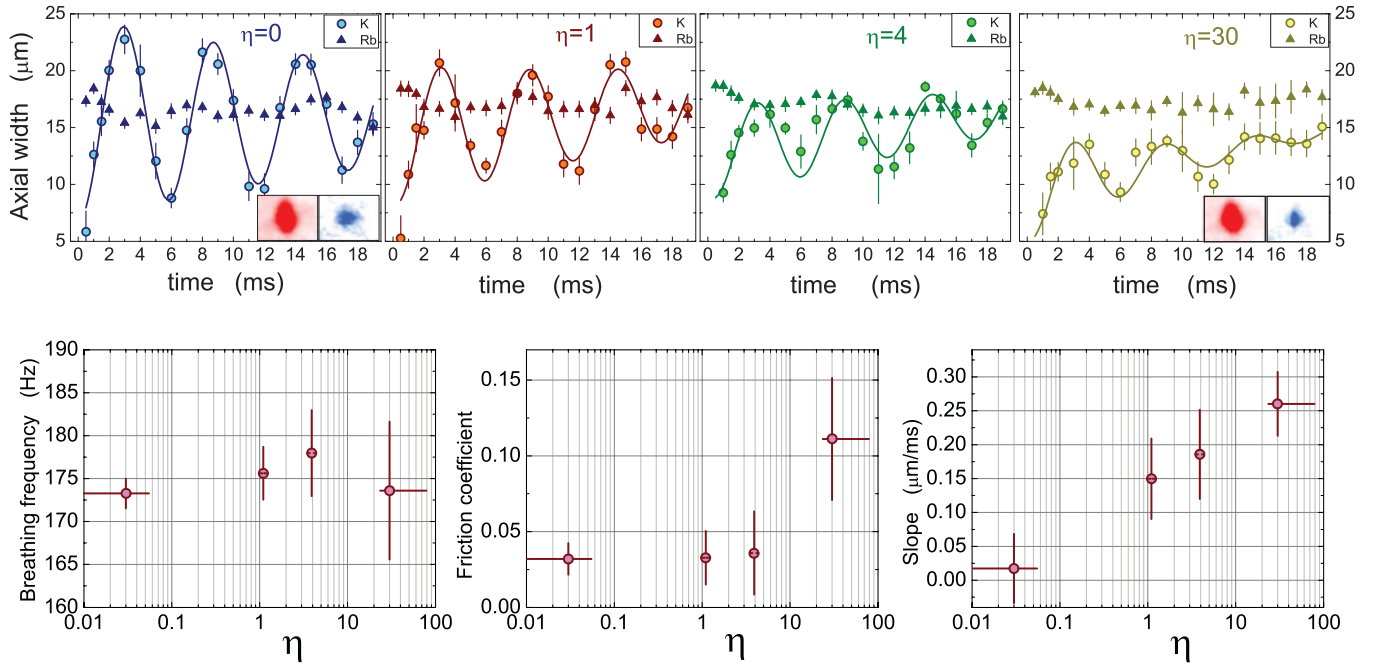 Axial width (μm)
25
20
15
10
5
η=0
K
Rb
0 2 4 6 8 10 12 14 16 18
time (ms)
η=1
K
Rb
0 2 4 6 8 10 12 14 16 18
time (ms)
η=4
K
Rb
0 2 4 6 8 10 12 14 16 18
time (ms)
η=30
K
Rb
25
20
15
10
5
0 2 4 6 8 10 12 14 16 18
time (ms)
Breathing frequency (Hz)
190
185
180
175
172
165
160
0.01 0.1 1 10 100
η
Friction coefficient
0.15
0.10
0.05
0.00
0.01 0.1 1 10 100
η
Slope (μm/ms)
0.30
0.25
0.20
0.15
0.10
0.05
0.00
0.01 0.1 1 10 100
η